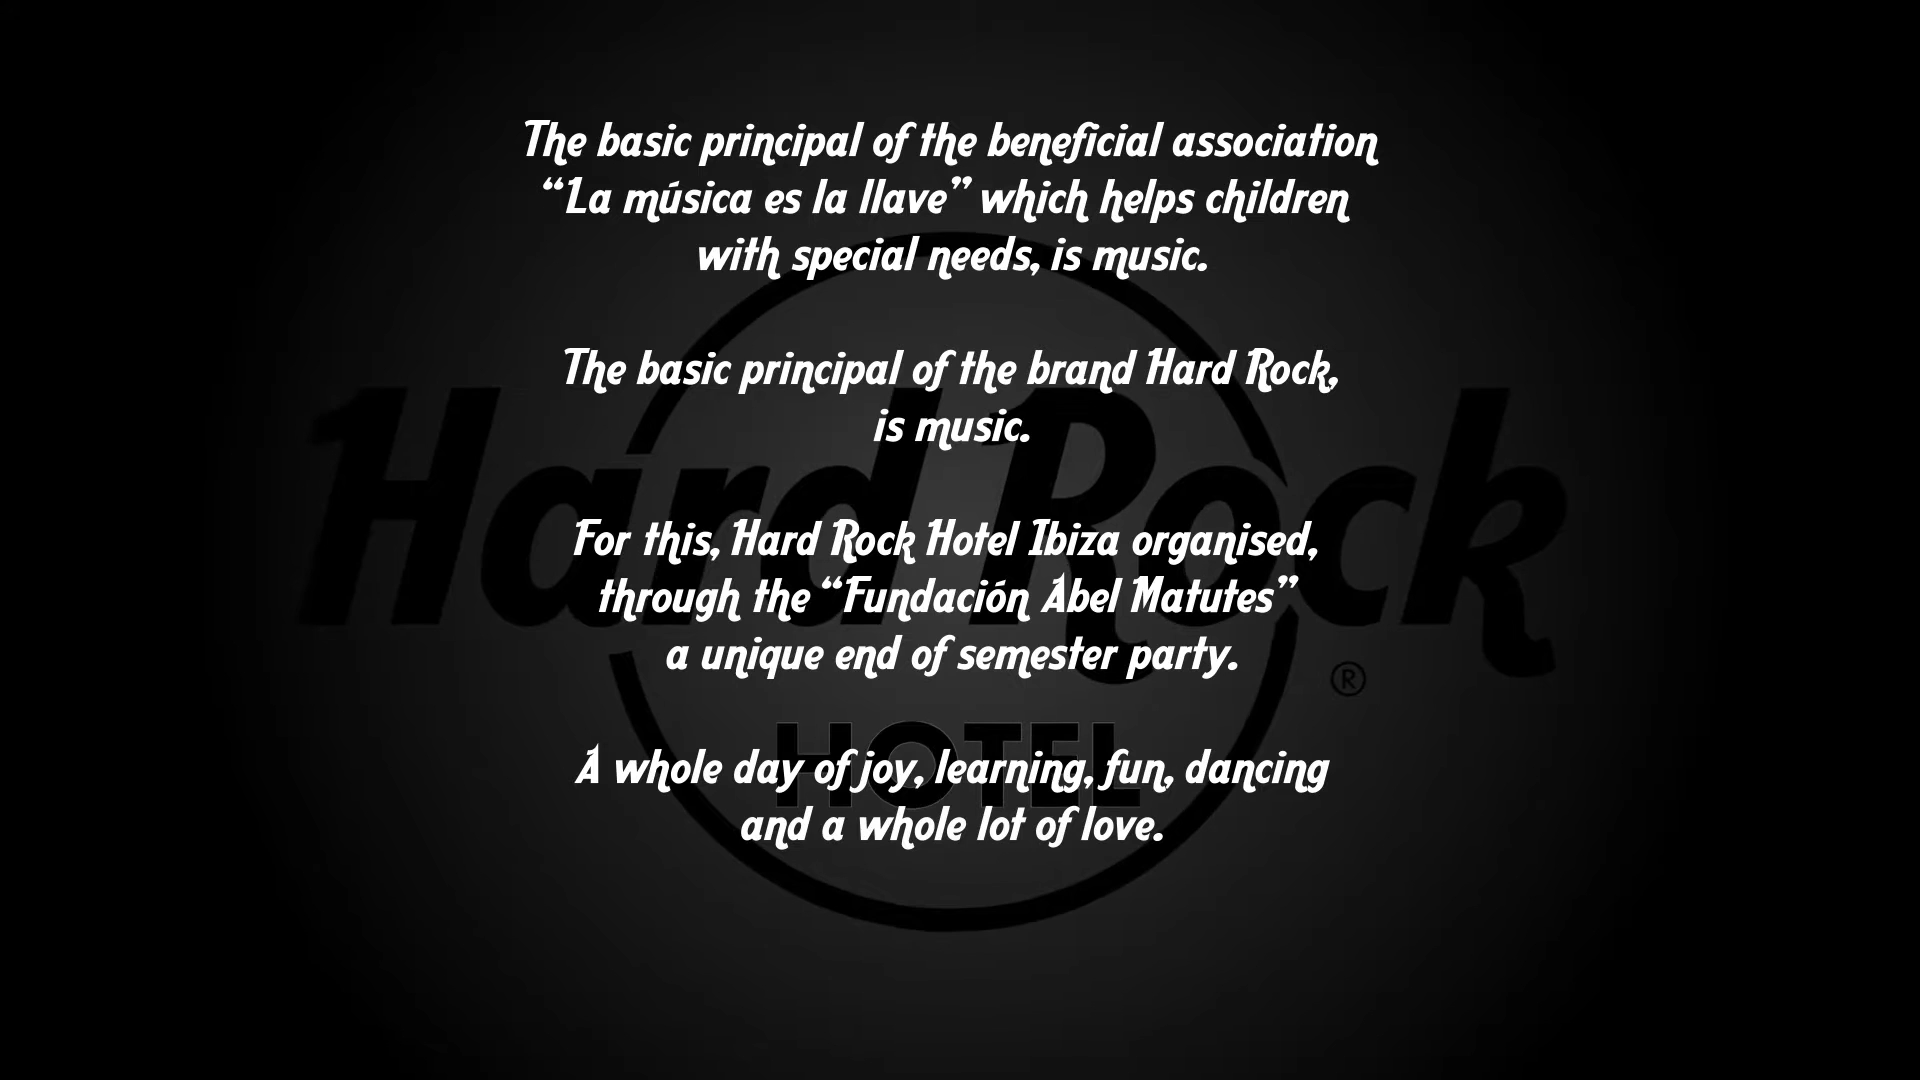 The basic principal of the beneficial association
“La música es la llave” which helps children
with special needs, is music.
The basic principal of the brand Hard Rock,
is music.
For this, Hard Rock Hotel Ibiza organised,
through the “Fundación Abel Matutes”
a unique end of semester party.
A whole day of joy, learning, fun, dancing
and a whole lot of love.
Hard Rock
®
HOTEL